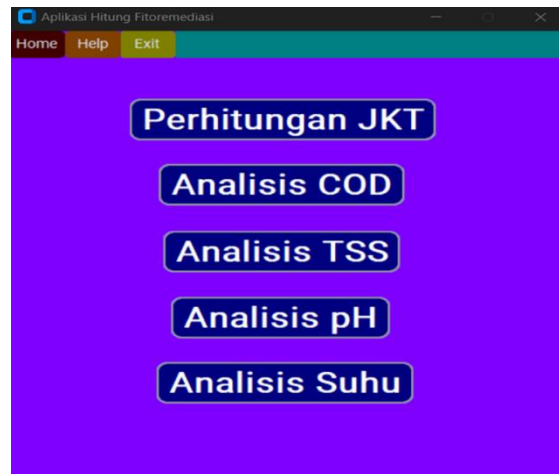 Aplikasi Hitung Fitoremediasi
Home Help Exit
Perhitungan JKT
Analisis COD
Analisis TSS
Analisis pH
Analisis Suhu